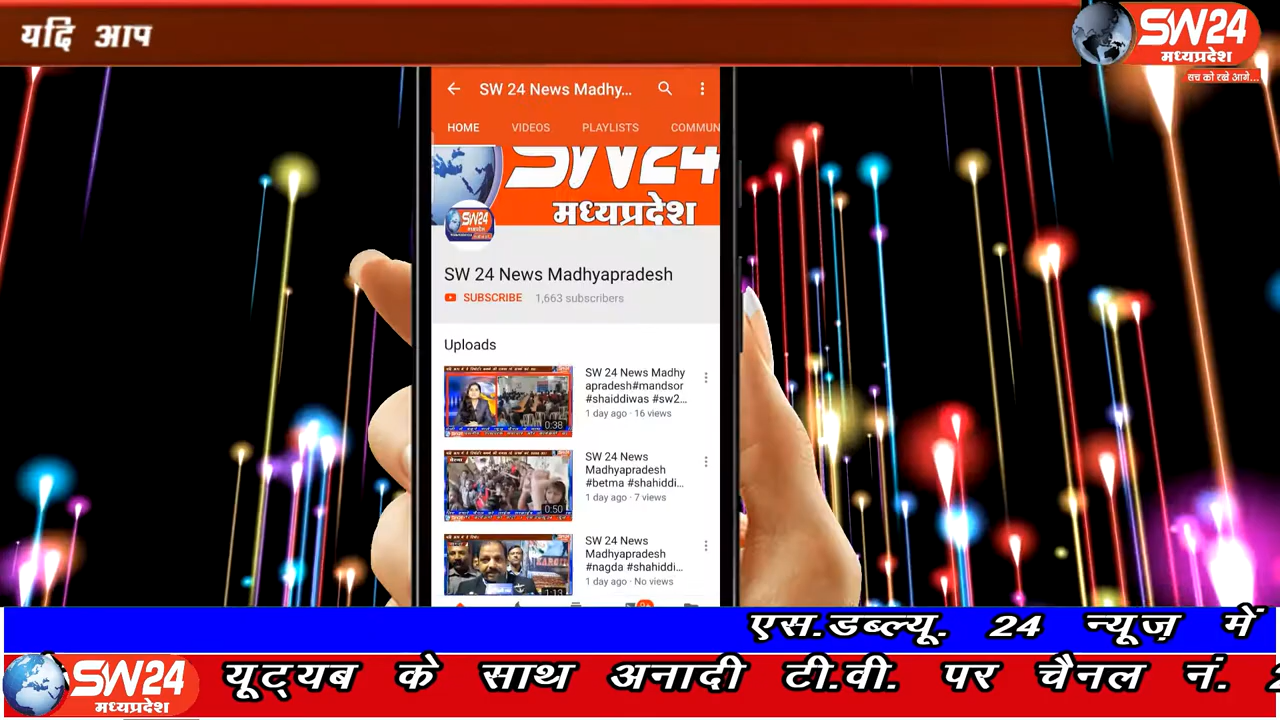 यदि आप
SW24
मध्यप्रदेश
सच को रखे आगे...
SW 24 News Madhy...
HOME VIDEOS PLAYLISTS COMMUN
SW24
मध्यप्रदेश
SW24
SW 24 News Madhyapradesh
SUBSCRIBE 1,663 subscribers
Uploads
SW 24 News Madhy
apradesh#mandsor
#shaiddiwas #sw2...
1 day ago · 16 views
0:38
SW 24 News
Madhyapradesh
#betma #shahiddi...
1 day ago · 7 views
0:50
SW 24 News
Madhyapradesh
#nagda #shahiddi...
1 day ago · No views
1:13
एस.डब्ल्यू. 24 न्यूज़ में
SW24
मध्यप्रदेश
यूट्यब के साथ अनादी टी.वी. पर चैनल नं.